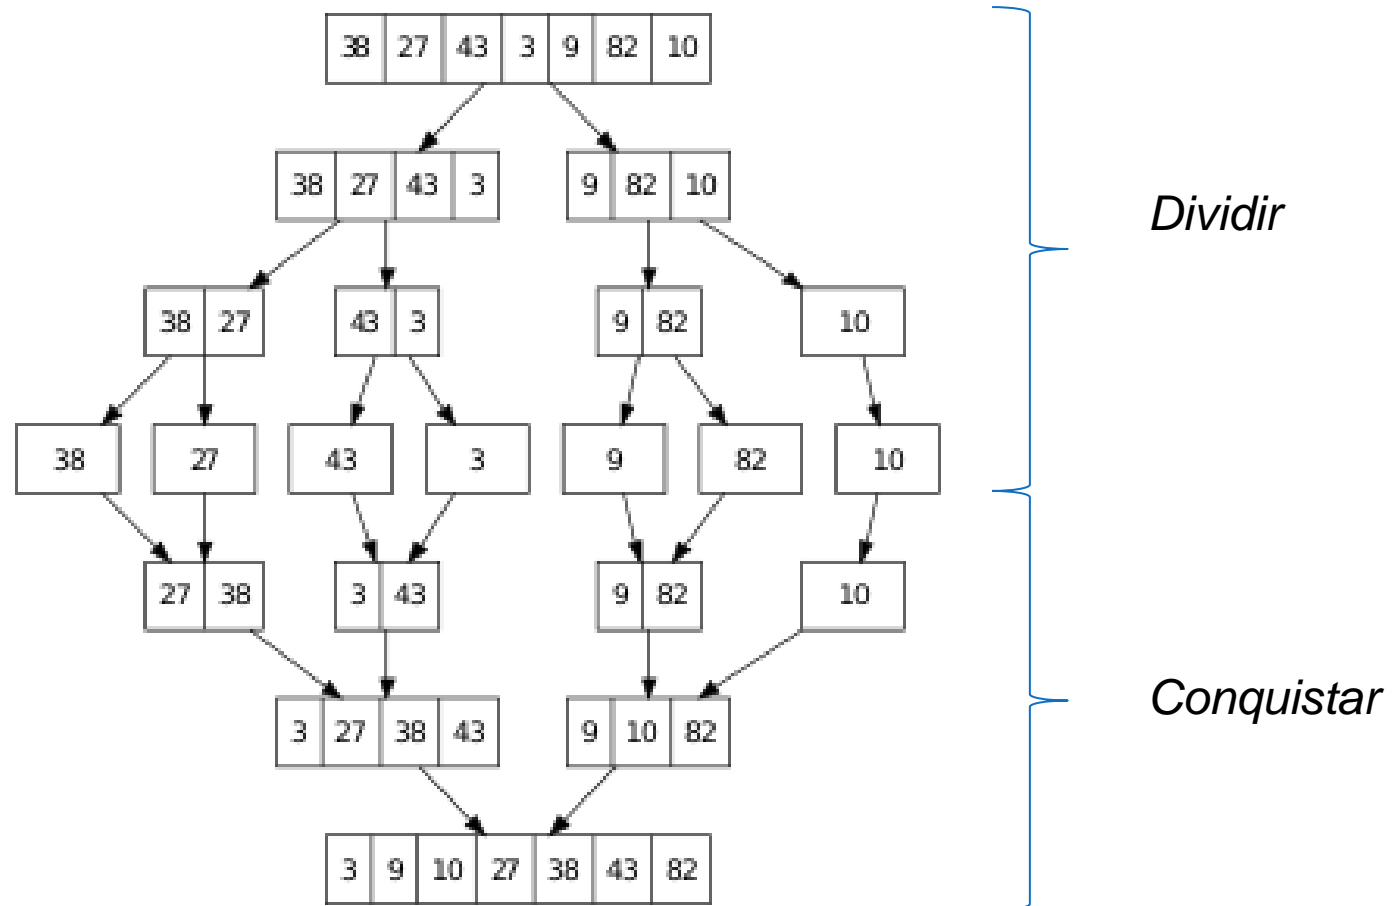 38 27 43 3 9 82 10
38 27 43 3 9 82 10
Dividir
38 27 43 3 9 82 10
38 27 43 3 9 82 10
27 38 3 43 9 82 10
3 27 38 43 9 10 82
Conquistar
3 9 10 27 38 43 82